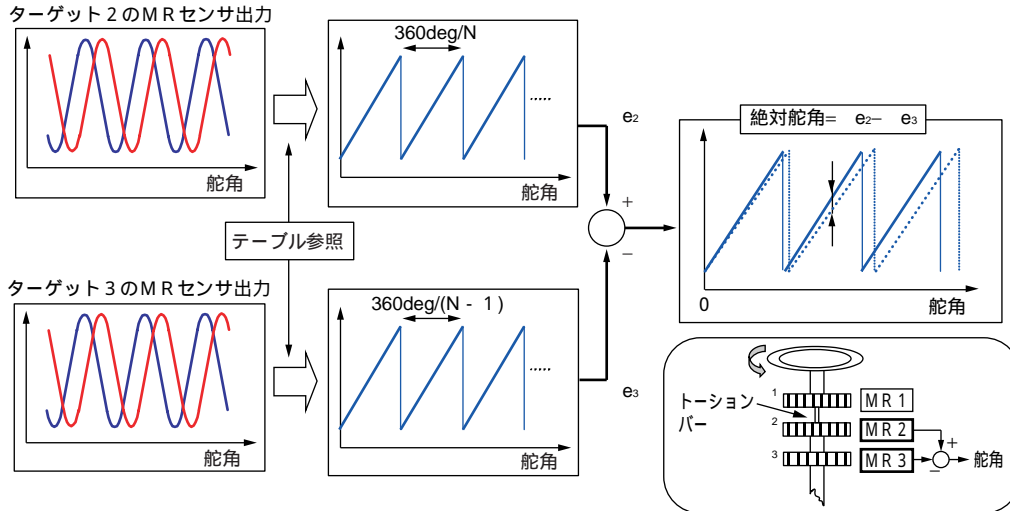 ターゲット2のMRセンサ出力
舵角
360deg/N
.....
舵角
e2
テーブル参照
+
−
絶対舵角= e2− e3
0
舵角
ターゲット3のMRセンサ出力
舵角
360deg/(N - 1)
.....
舵角
e3
トーション
バー
1
MR1
2
MR2
3
MR3
+
−
舵角